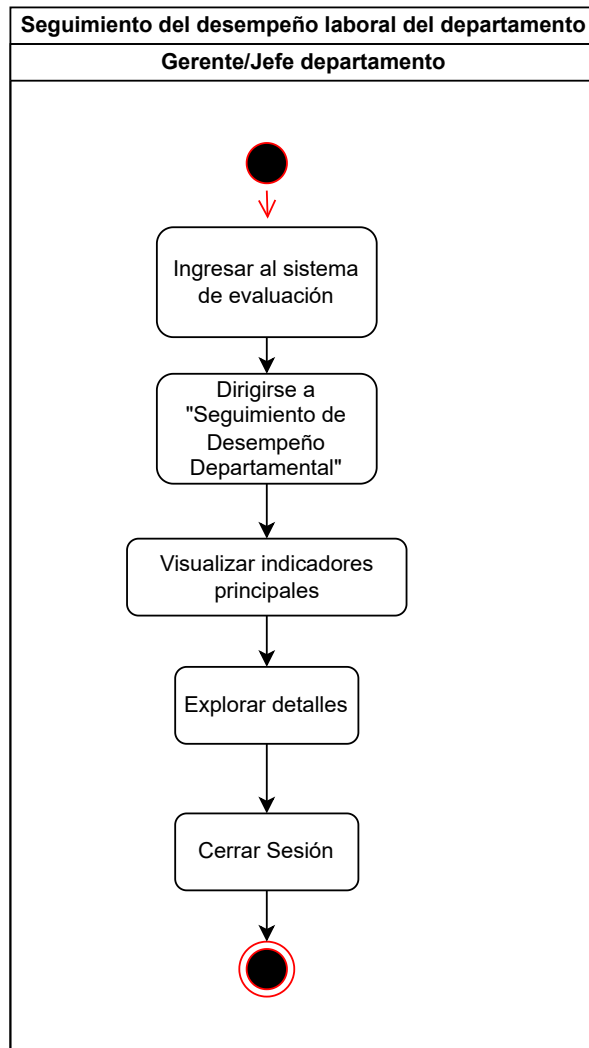 Seguimiento del desempeño laboral del departamento
Gerente/Jefe departamento
Ingresar al sistema
de evaluación
Dirigirse a
"Seguimiento de
Desempeño
Departamental"
Visualizar indicadores
principales
Explorar detalles
Cerrar Sesión